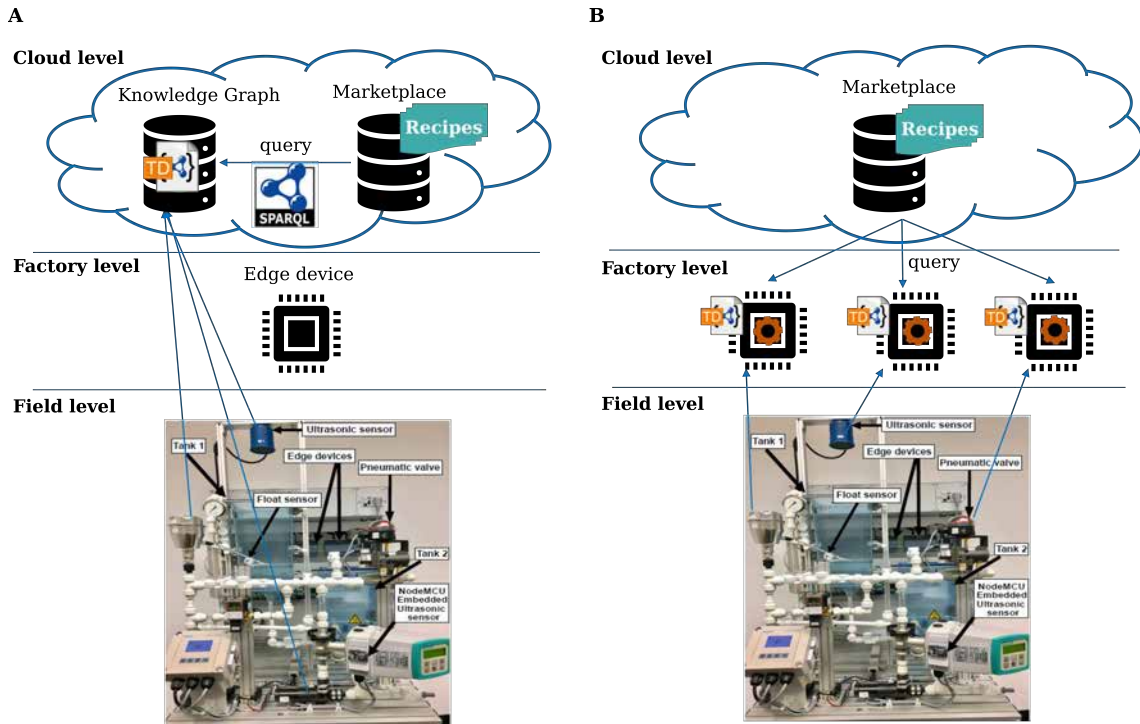 A
Cloud level
Knowledge Graph
Marketplace
Recipes
query
TD
{ }
SPARQL
Factory level
Edge device
Field level
Ultrasonic sensor
Tank 1
Edge devices
Pneumatic valve
Float sensor
Tank 2
NodeMCU
Embedded
Ultrasonic
sensor
B
Cloud level
Marketplace
Recipes
Factory level
query
TD
TD
TD
Field level
Ultrasonic sensor
Tank 1
Edge devices
Pneumatic valve
Float sensor
Tank 2
NodeMCU
Embedded
Ultrasonic
sensor